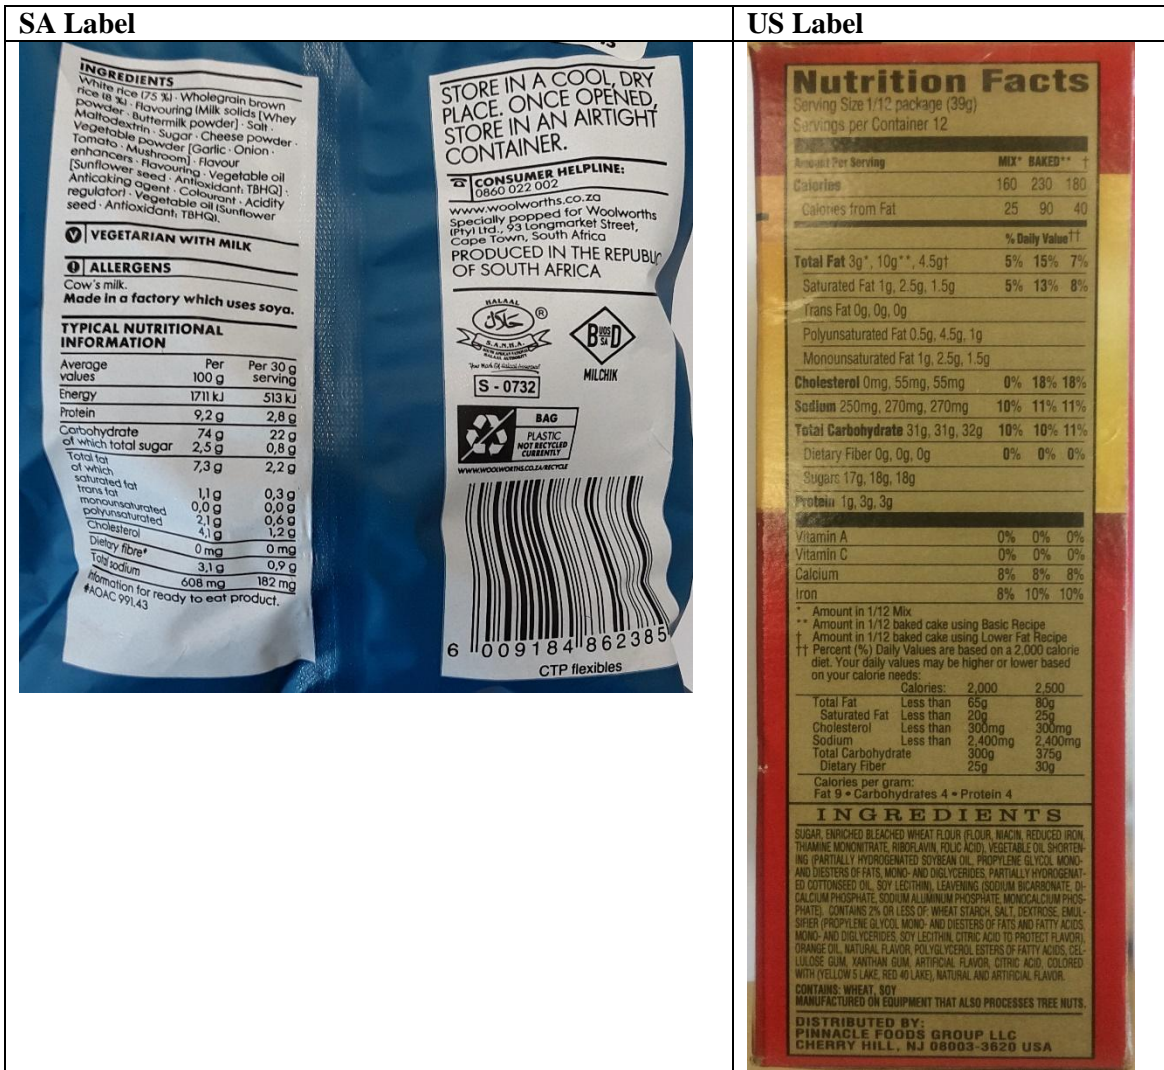 SA Label
INGREDIENTS
White rice (75 %) · Wholegrain brown
rice (8 %) · Flavouring (Milk solids [Whey
powder · Buttermilk powder] · Salt ·
Maltodextrin · Sugar · Cheese powder ·
Vegetable powder [Garlic · Onion ·
Tomato · Mushroom] · Flavour
enhancers · Flavouring · Vegetable oil
[Sunflower seed · Antioxidant: TBHQ] ·
Anticaking agent · Colourant · Acidity
regulator) · Vegetable oil (Sunflower
seed · Antioxidant: TBHQ).
V VEGETARIAN WITH MILK
ALLERGENS
Cow's milk.
Made in a factory which uses soya.
TYPICAL NUTRITIONAL
INFORMATION
Average values Per 100 g Per 30 g serving
Energy 1711 kJ 513 kJ
Protein 9,2 g 2,8 g
Carbohydrate 74 g 22 g
of which total sugar 2,5 g 0,8 g
Total fat 7,3 g 2,2 g
of which
saturated fat 1,1 g 0,3 g
trans fat 0,0 g 0,0 g
monounsaturated 2,1 g 0,6 g
polyunsaturated 4,1 g 1,2 g
Cholesterol 0 mg 0 mg
Dietary fibre# 3,1 g 0,9 g
Total sodium 608 mg 182 mg
Information for ready to eat product.
#AOAC 991.43
STORE IN A COOL, DRY
PLACE. ONCE OPENED,
STORE IN AN AIRTIGHT
CONTAINER.
CONSUMER HELPLINE:
0860 022 002
www.woolworths.co.za
Specially popped for Woolworths
(Pty) Ltd., 93 Longmarket Street,
Cape Town, South Africa
PRODUCED IN THE REPUBLIC
OF SOUTH AFRICA
HALAAL
حلال ®
S.A.N.H.A.
S - 0732
B UOS SA D
MILCHIK
BAG
PLASTIC
NOT RECYCLED
CURRENTLY
WWW.WOOLWORTHS.CO.ZA/RECYCLE
6 009184 862385
CTP flexibles
US Label
Nutrition Facts
Serving Size 1/12 package (39g)
Servings per Container 12
Amount Per Serving MIX* BAKED** †
Calories 160 230 180
Calories from Fat 25 90 40
% Daily Value††
Total Fat 3g*, 10g**, 4.5g† 5% 15% 7%
Saturated Fat 1g, 2.5g, 1.5g 5% 13% 8%
Trans Fat 0g, 0g, 0g
Polyunsaturated Fat 0.5g, 4.5g, 1g
Monounsaturated Fat 1g, 2.5g, 1.5g
Cholesterol 0mg, 55mg, 55mg 0% 18% 18%
Sodium 250mg, 270mg, 270mg 10% 11% 11%
Total Carbohydrate 31g, 31g, 32g 10% 10% 11%
Dietary Fiber 0g, 0g, 0g 0% 0% 0%
Sugars 17g, 18g, 18g
Protein 1g, 3g, 3g
Vitamin A 0% 0% 0%
Vitamin C 0% 0% 0%
Calcium 8% 8% 8%
Iron 8% 10% 10%
* Amount in 1/12 Mix
** Amount in 1/12 baked cake using Basic Recipe
† Amount in 1/12 baked cake using Lower Fat Recipe
†† Percent (%) Daily Values are based on a 2,000 calorie
diet. Your daily values may be higher or lower based
on your calorie needs:
Calories: 2,000 2,500
Total Fat Less than 65g 80g
Saturated Fat Less than 20g 25g
Cholesterol Less than 300mg 300mg
Sodium Less than 2,400mg 2,400mg
Total Carbohydrate 300g 375g
Dietary Fiber 25g 30g
Calories per gram:
Fat 9 • Carbohydrates 4 • Protein 4
INGREDIENTS
SUGAR, ENRICHED BLEACHED WHEAT FLOUR (FLOUR, NIACIN, REDUCED IRON,
THIAMINE MONONITRATE, RIBOFLAVIN, FOLIC ACID), VEGETABLE OIL SHORTEN-
ING (PARTIALLY HYDROGENATED SOYBEAN OIL, PROPYLENE GLYCOL MONO-
AND DIESTERS OF FATS, MONO- AND DIGLYCERIDES, PARTIALLY HYDROGENAT-
ED COTTONSEED OIL, SOY LECITHIN), LEAVENING (SODIUM BICARBONATE, DI-
CALCIUM PHOSPHATE, SODIUM ALUMINUM PHOSPHATE, MONOCALCIUM PHOS-
PHATE). CONTAINS 2% OR LESS OF: WHEAT STARCH, SALT, DEXTROSE, EMUL-
SIFIER (PROPYLENE GLYCOL MONO- AND DIESTERS OF FATS AND FATTY ACIDS,
MONO- AND DIGLYCERIDES, SOY LECITHIN, CITRIC ACID TO PROTECT FLAVOR),
ORANGE OIL, NATURAL FLAVOR, POLYGLYCEROL ESTERS OF FATTY ACIDS, CEL-
LULOSE GUM, XANTHAN GUM, ARTIFICIAL FLAVOR, CITRIC ACID, COLORED
WITH (YELLOW 5 LAKE, RED 40 LAKE), NATURAL AND ARTIFICIAL FLAVOR.
CONTAINS: WHEAT, SOY
MANUFACTURED ON EQUIPMENT THAT ALSO PROCESSES TREE NUTS.
DISTRIBUTED BY:
PINNACLE FOODS GROUP LLC
CHERRY HILL, NJ 08003-3620 USA